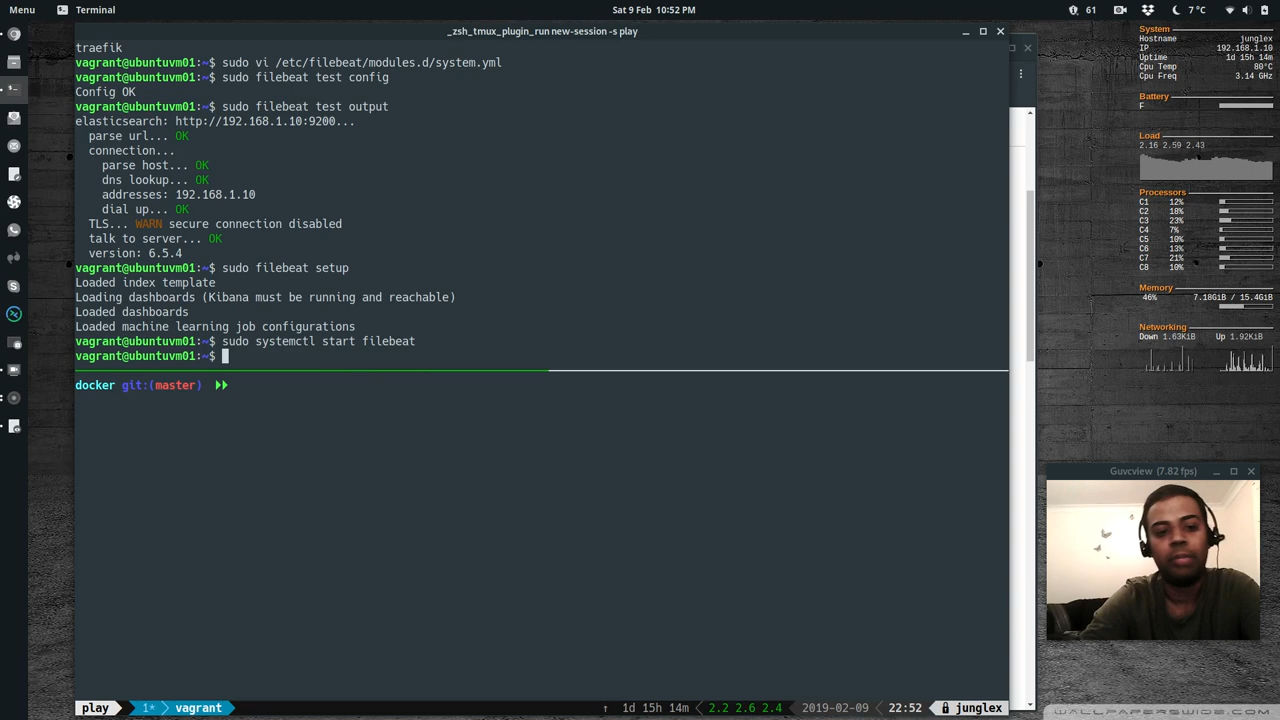 Menu
Terminal
Sat 9 Feb 10:52 PM
61
7°C
_zsh_tmux_plugin_run new-session -s play
traefik
vagrant@ubuntuvm01:~$ sudo vi /etc/filebeat/modules.d/system.yml
vagrant@ubuntuvm01:~$ sudo filebeat test config
Config OK
vagrant@ubuntuvm01:~$ sudo filebeat test output
elasticsearch: http://192.168.1.10:9200...
parse url... OK
connection...
parse host... OK
dns lookup... OK
addresses: 192.168.1.10
dial up... OK
TLS... WARN secure connection disabled
talk to server... OK
version: 6.5.4
vagrant@ubuntuvm01:~$ sudo filebeat setup
Loaded index template
Loading dashboards (Kibana must be running and reachable)
Loaded dashboards
Loaded machine learning job configurations
vagrant@ubuntuvm01:~$ sudo systemctl start filebeat
vagrant@ubuntuvm01:~$
docker git:(master)
play 1* vagrant
↑ 1d 15h 14m < 2.2 2.6 2.4 < 2019-02-09 < 22:52 junglex
System
Hostname junglex
IP 192.168.1.10
Uptime 1d 15h 14m
Cpu Temp 80°C
Cpu Freq 3.14 GHz
Battery
F
Load
2.16 2.59 2.43
Processors
C1 12%
C2 18%
C3 23%
C4 7%
C5 10%
C6 13%
C7 21%
C8 10%
Memory
46% 7.18GiB / 15.4GiB
Networking
Down 1.63KiB Up 1.92KiB
Guvcview (7.82 fps)
WALLPAPERSWIDE.COM